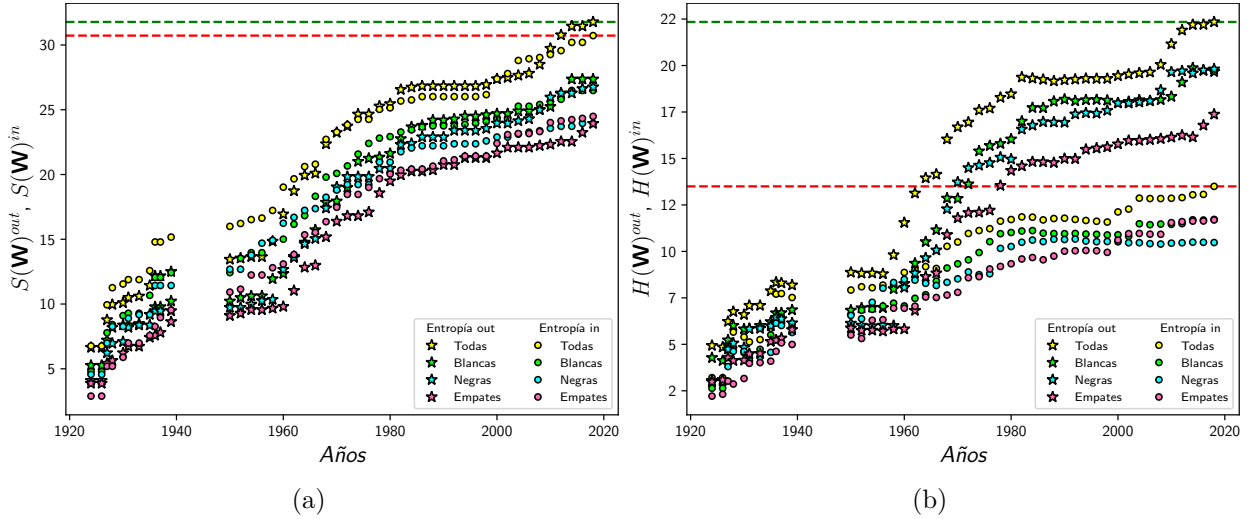 S(W)^out, S(W)^in
30
25
20
15
10
5
1920 1940 1960 1980 2000 2020
Años
Entropía out Entropía in
Todas Todas
Blancas Blancas
Negras Negras
Empates Empates
(a)
H(W)^out, H(W)^in
22
20
17
15
12
10
7
5
2
1920 1940 1960 1980 2000 2020
Años
Entropía out Entropía in
Todas Todas
Blancas Blancas
Negras Negras
Empates Empates
(b)